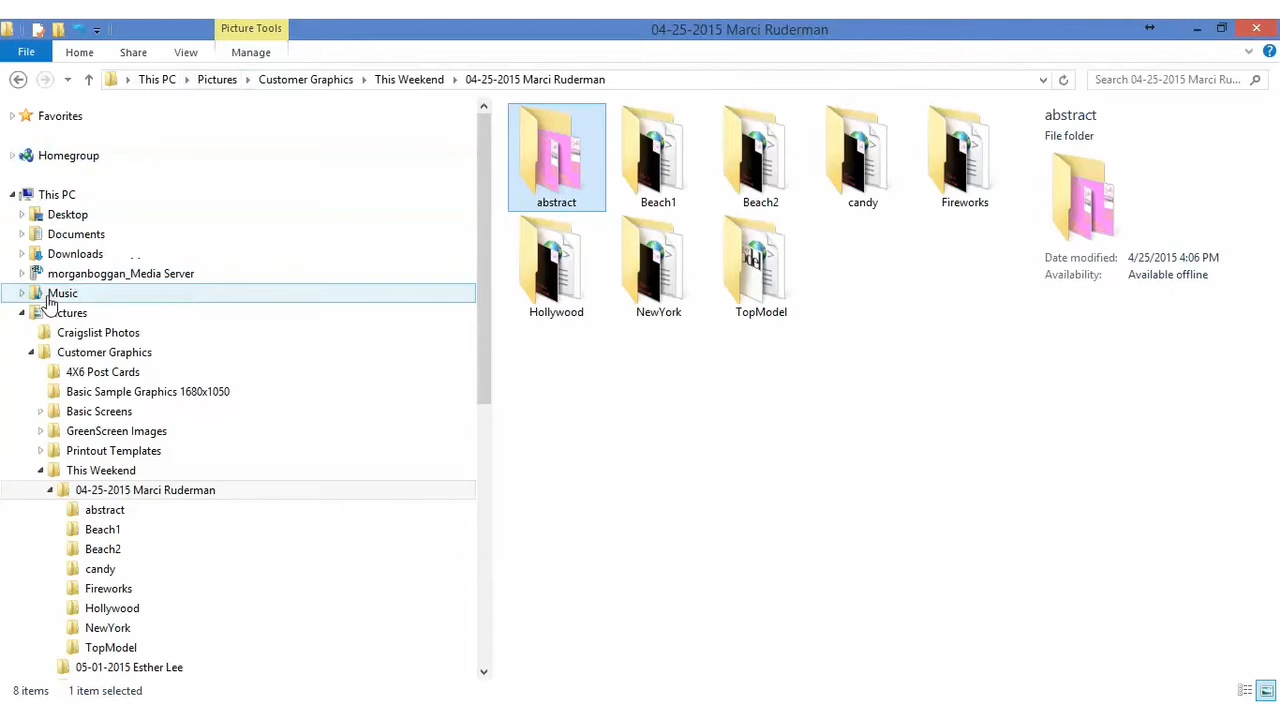 Picture Tools
04-25-2015 Marci Ruderman
File Home Share View Manage
This PC Pictures Customer Graphics This Weekend 04-25-2015 Marci Ruderman
Search 04-25-2015 Marci Ru...
Favorites
Homegroup
This PC
Desktop
Documents
Downloads
morganboggan_Media Server
Music
ctures
Craigslist Photos
Customer Graphics
4X6 Post Cards
Basic Sample Graphics 1680x1050
Basic Screens
GreenScreen Images
Printout Templates
This Weekend
04-25-2015 Marci Ruderman
abstract
Beach1
Beach2
candy
Fireworks
Hollywood
NewYork
TopModel
05-01-2015 Esther Lee
abstract Beach1 Beach2 candy Fireworks
Hollywood NewYork TopModel
abstract
File folder
Date modified: 4/25/2015 4:06 PM
Availability: Available offline
8 items 1 item selected